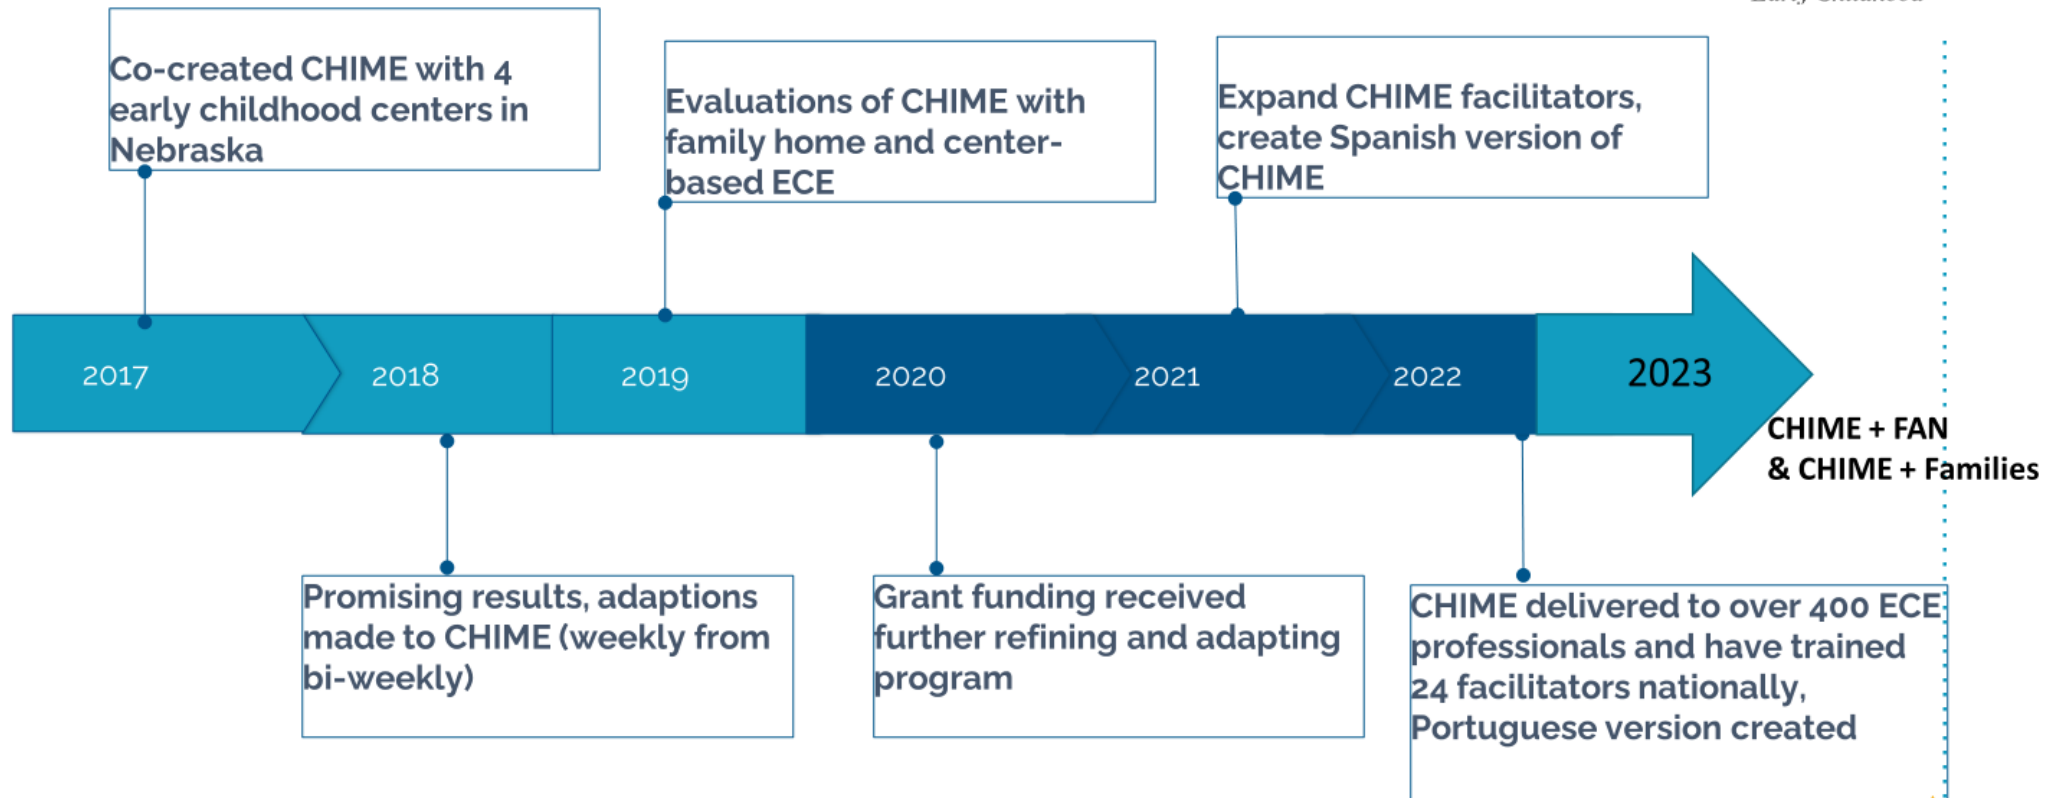 Co-created CHIME with 4
early childhood centers in
Nebraska
Evaluations of CHIME with
family home and center-
based ECE
Expand CHIME facilitators,
create Spanish version of
CHIME
2017
2018
2019
2020
2021
2022
2023
CHIME + FAN
& CHIME + Families
Promising results, adaptions
made to CHIME (weekly from
bi-weekly)
Grant funding received
further refining and adapting
program
CHIME delivered to over 400 ECE
professionals and have trained
24 facilitators nationally,
Portuguese version created